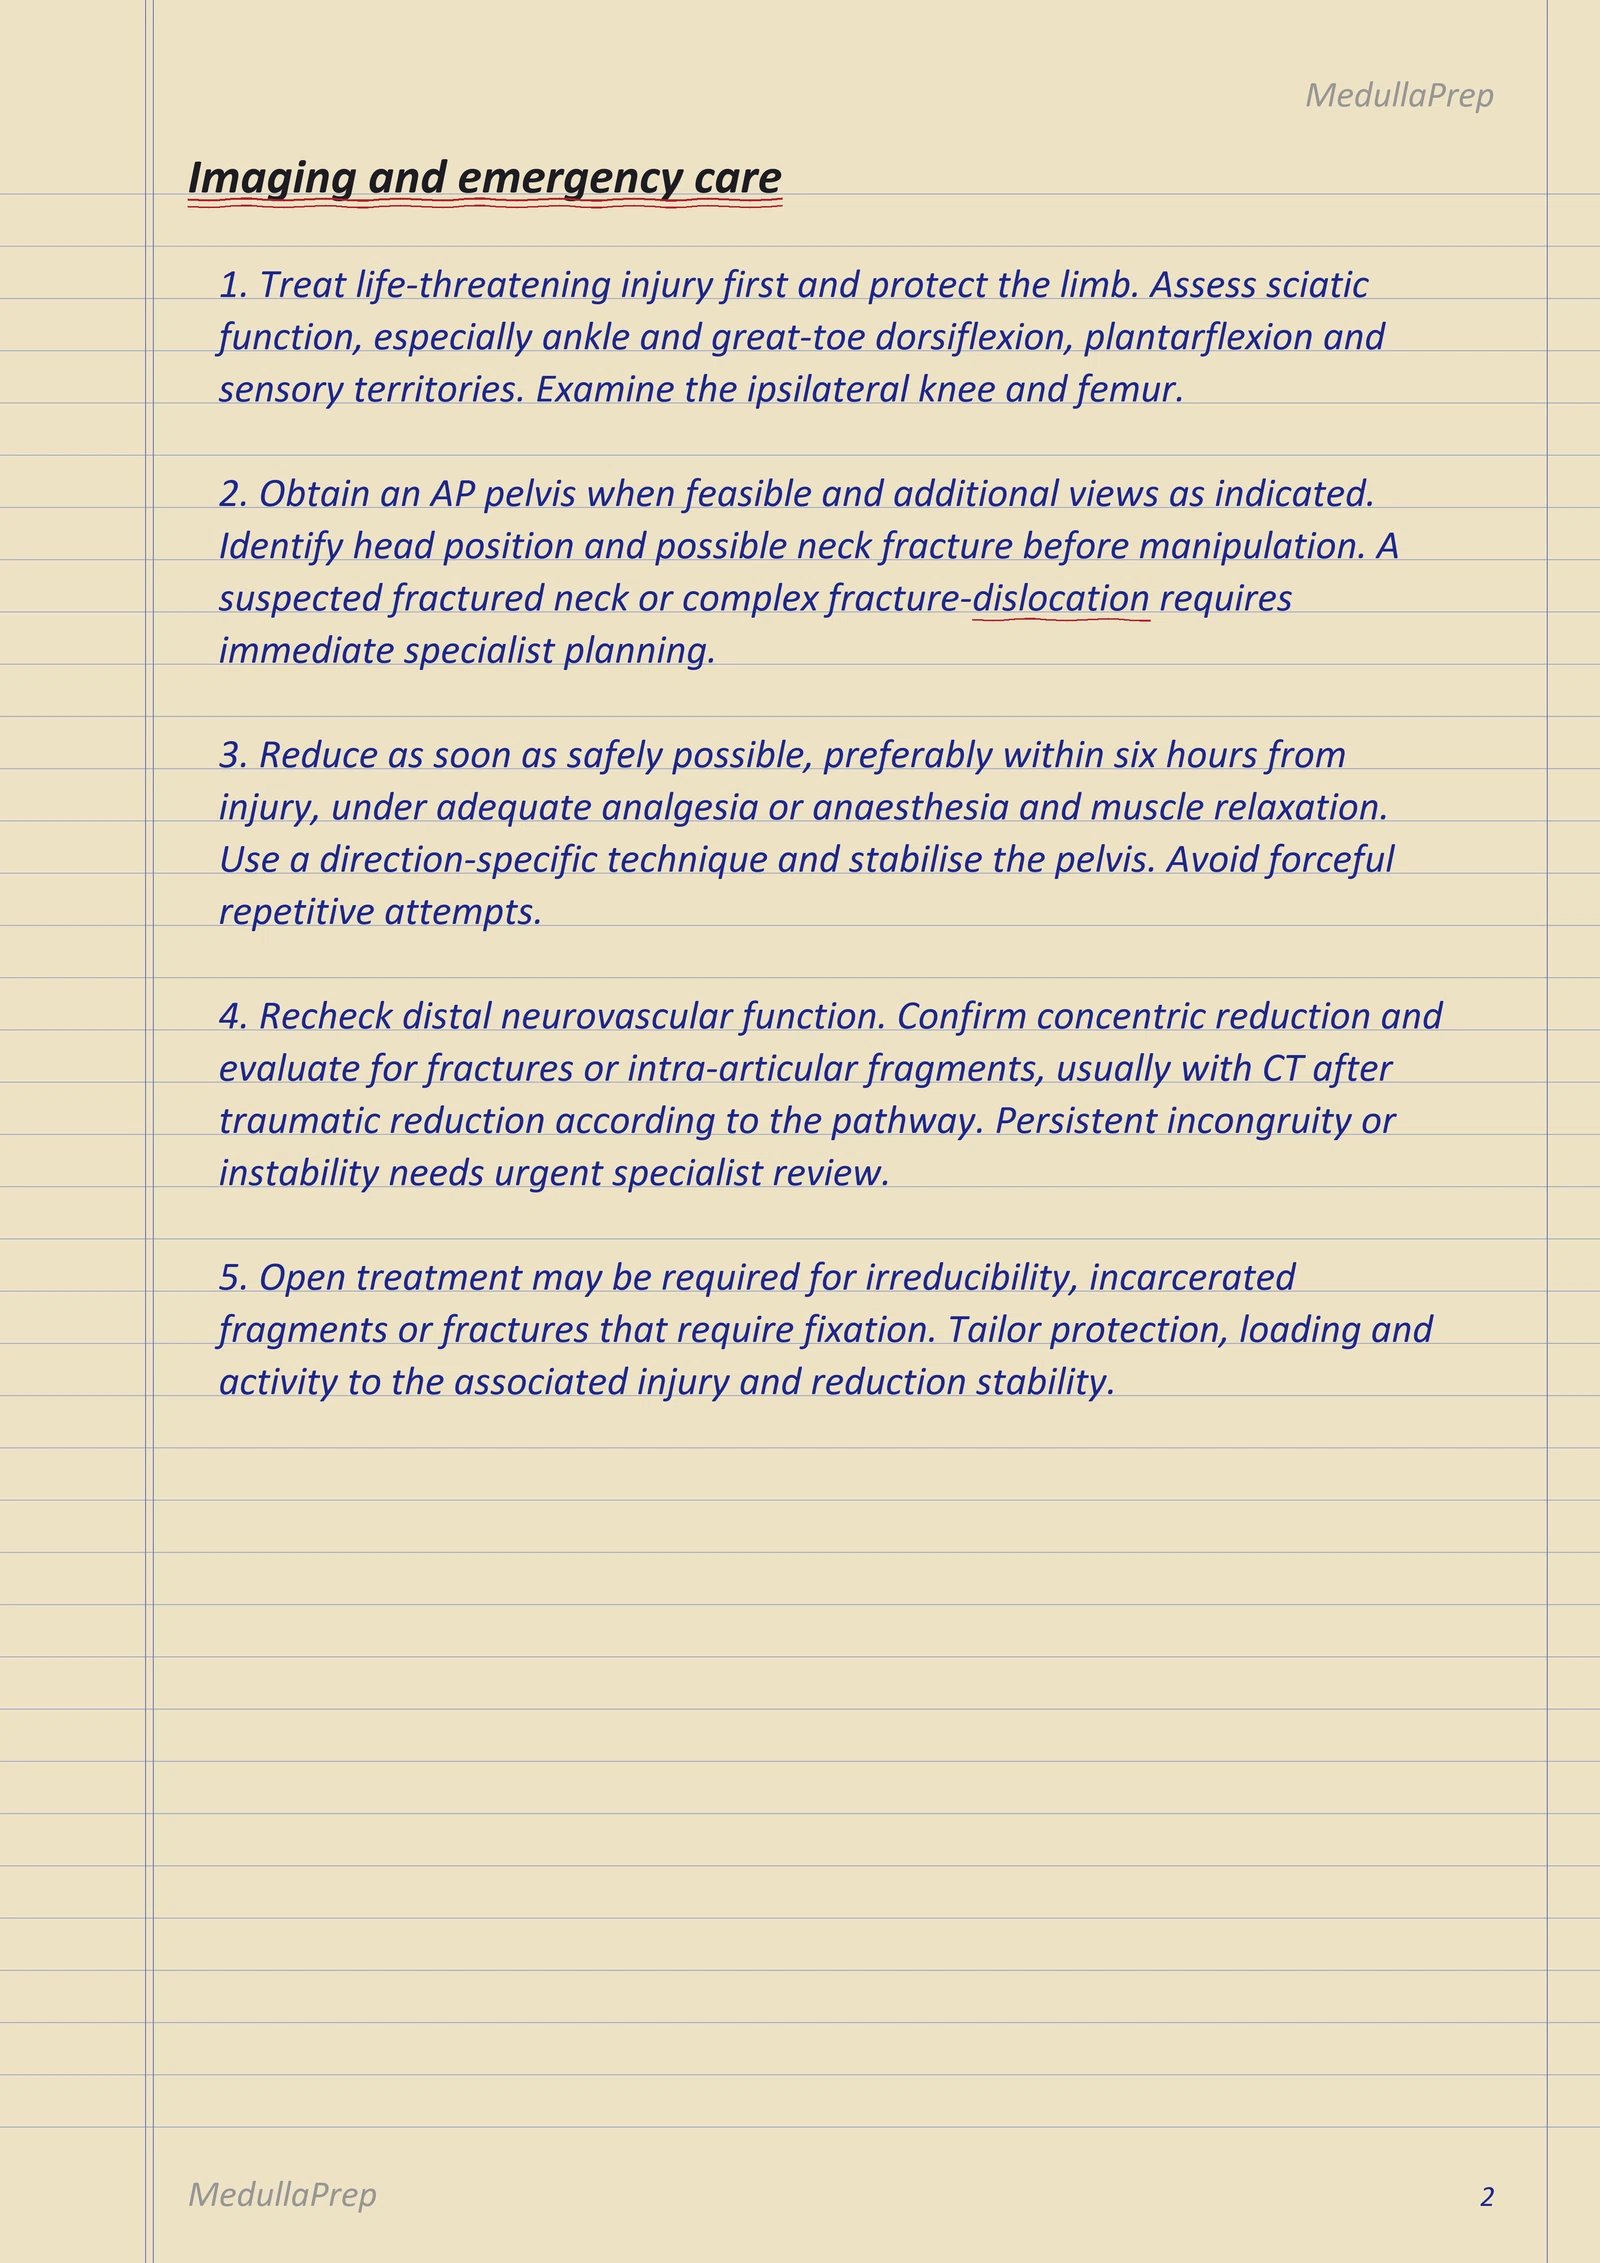 MedullaPrep
Imaging and emergency care
1. Treat life-threatening injury first and protect the limb. Assess sciatic
function, especially ankle and great-toe dorsiflexion, plantarflexion and
sensory territories. Examine the ipsilateral knee and femur.
2. Obtain an AP pelvis when feasible and additional views as indicated.
Identify head position and possible neck fracture before manipulation. A
suspected fractured neck or complex fracture-dislocation requires
immediate specialist planning.
3. Reduce as soon as safely possible, preferably within six hours from
injury, under adequate analgesia or anaesthesia and muscle relaxation.
Use a direction-specific technique and stabilise the pelvis. Avoid forceful
repetitive attempts.
4. Recheck distal neurovascular function. Confirm concentric reduction and
evaluate for fractures or intra-articular fragments, usually with CT after
traumatic reduction according to the pathway. Persistent incongruity or
instability needs urgent specialist review.
5. Open treatment may be required for irreducibility, incarcerated
fragments or fractures that require fixation. Tailor protection, loading and
activity to the associated injury and reduction stability.
MedullaPrep
2